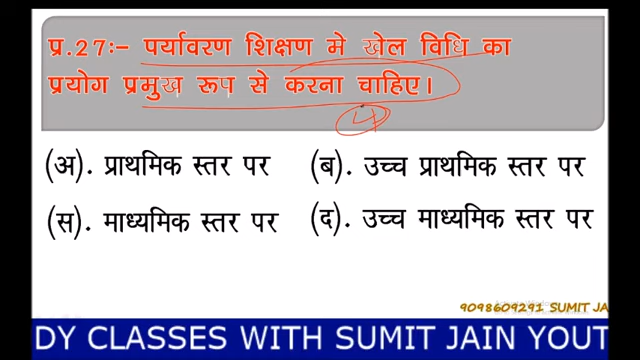 प्र.27:- पर्यावरण शिक्षण मे खेल विधि का
प्रयोग प्रमुख रूप से करना चाहिए।
4
(अ). प्राथमिक स्तर पर
(ब). उच्च प्राथमिक स्तर पर
(स). माध्यमिक स्तर पर
(द). उच्च माध्यमिक स्तर पर
9098609291 SUMIT JA
DY CLASSES WITH SUMIT JAIN YOUT